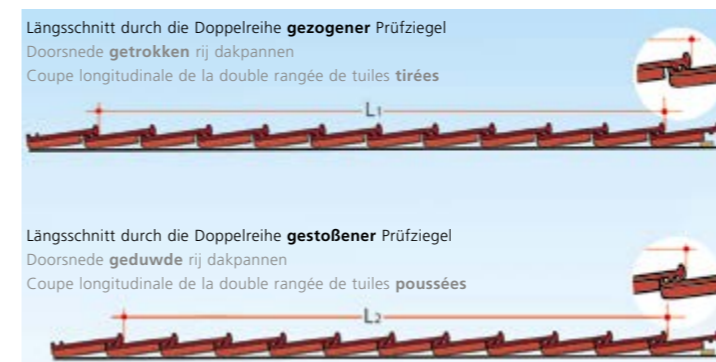 Längsschnitt durch die Doppelreihe gezogener Prüfziegel
Doorsnede getrokken rij dakpannen
Coupe longitudinale de la double rangée de tuiles tirées
L1
Längsschnitt durch die Doppelreihe gestoßener Prüfziegel
Doorsnede geduwde rij dakpannen
Coupe longitudinale de la double rangée de tuiles poussées
L2